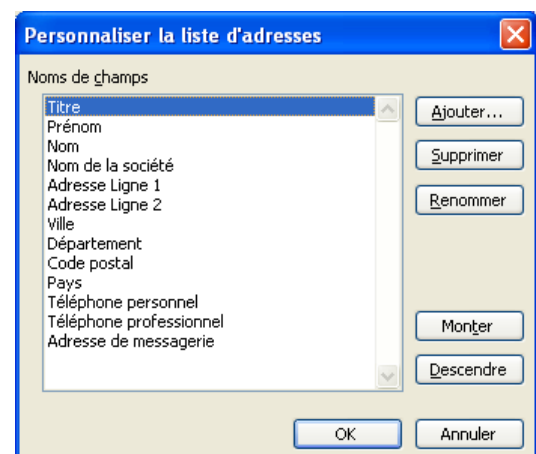 Personnaliser la liste d'adresses
Noms de champs
Titre
Prénom
Nom
Nom de la société
Adresse Ligne 1
Adresse Ligne 2
Ville
Département
Code postal
Pays
Téléphone personnel
Téléphone professionnel
Adresse de messagerie
Ajouter...
Supprimer
Renommer
Monter
Descendre
OK
Annuler